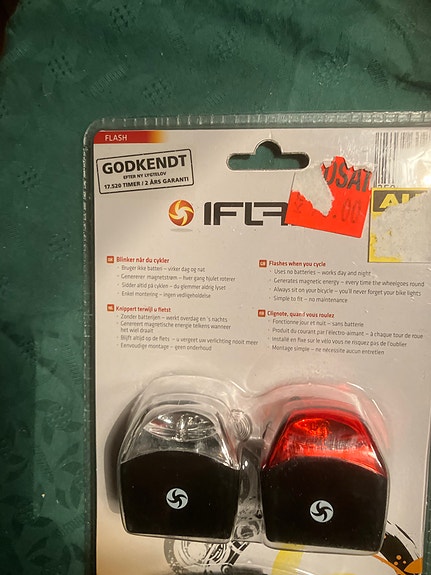 FLASH
GODKENDT
EFTER NY LYGTELOV
17.520 TIMER / 2 ÅRS GARANTI
OSAT
.00
IFL
DK Blinker når du cykler
- Bruger ikke batteri – virker dag og nat
- Genererer magnetstrøm – hver gang hjulet roterer
- Sidder altid på cyklen – du glemmer aldrig lyset
- Enkel montering – ingen vedligeholdelse
GB Flashes when you cycle
- Uses no batteries – works day and night
- Generates magnetic energy – every time the wheel goes round
- Always sit on your bicycle – you'll never forget your bike lights
- Simple to fit – no maintenance
Knippert terwijl u fietst
- Zonder batterijen – werkt overdag en 's nachts
- Genereert magnetische energie telkens wanneer
het wiel draait
- Blijft altijd op de fiets – u vergeet uw verlichting nooit meer
- Eenvoudige montage – geen onderhoud
Clignote, quand vous roulez
- Fonctionne jour et nuit – sans batterie
- Produit du courant par l'électro-aimant – à chaque tour de roue
- Installé en fixe sur le vélo vous ne risquez pas de l'oublier
- Montage simple – ne nécessite aucun entretien